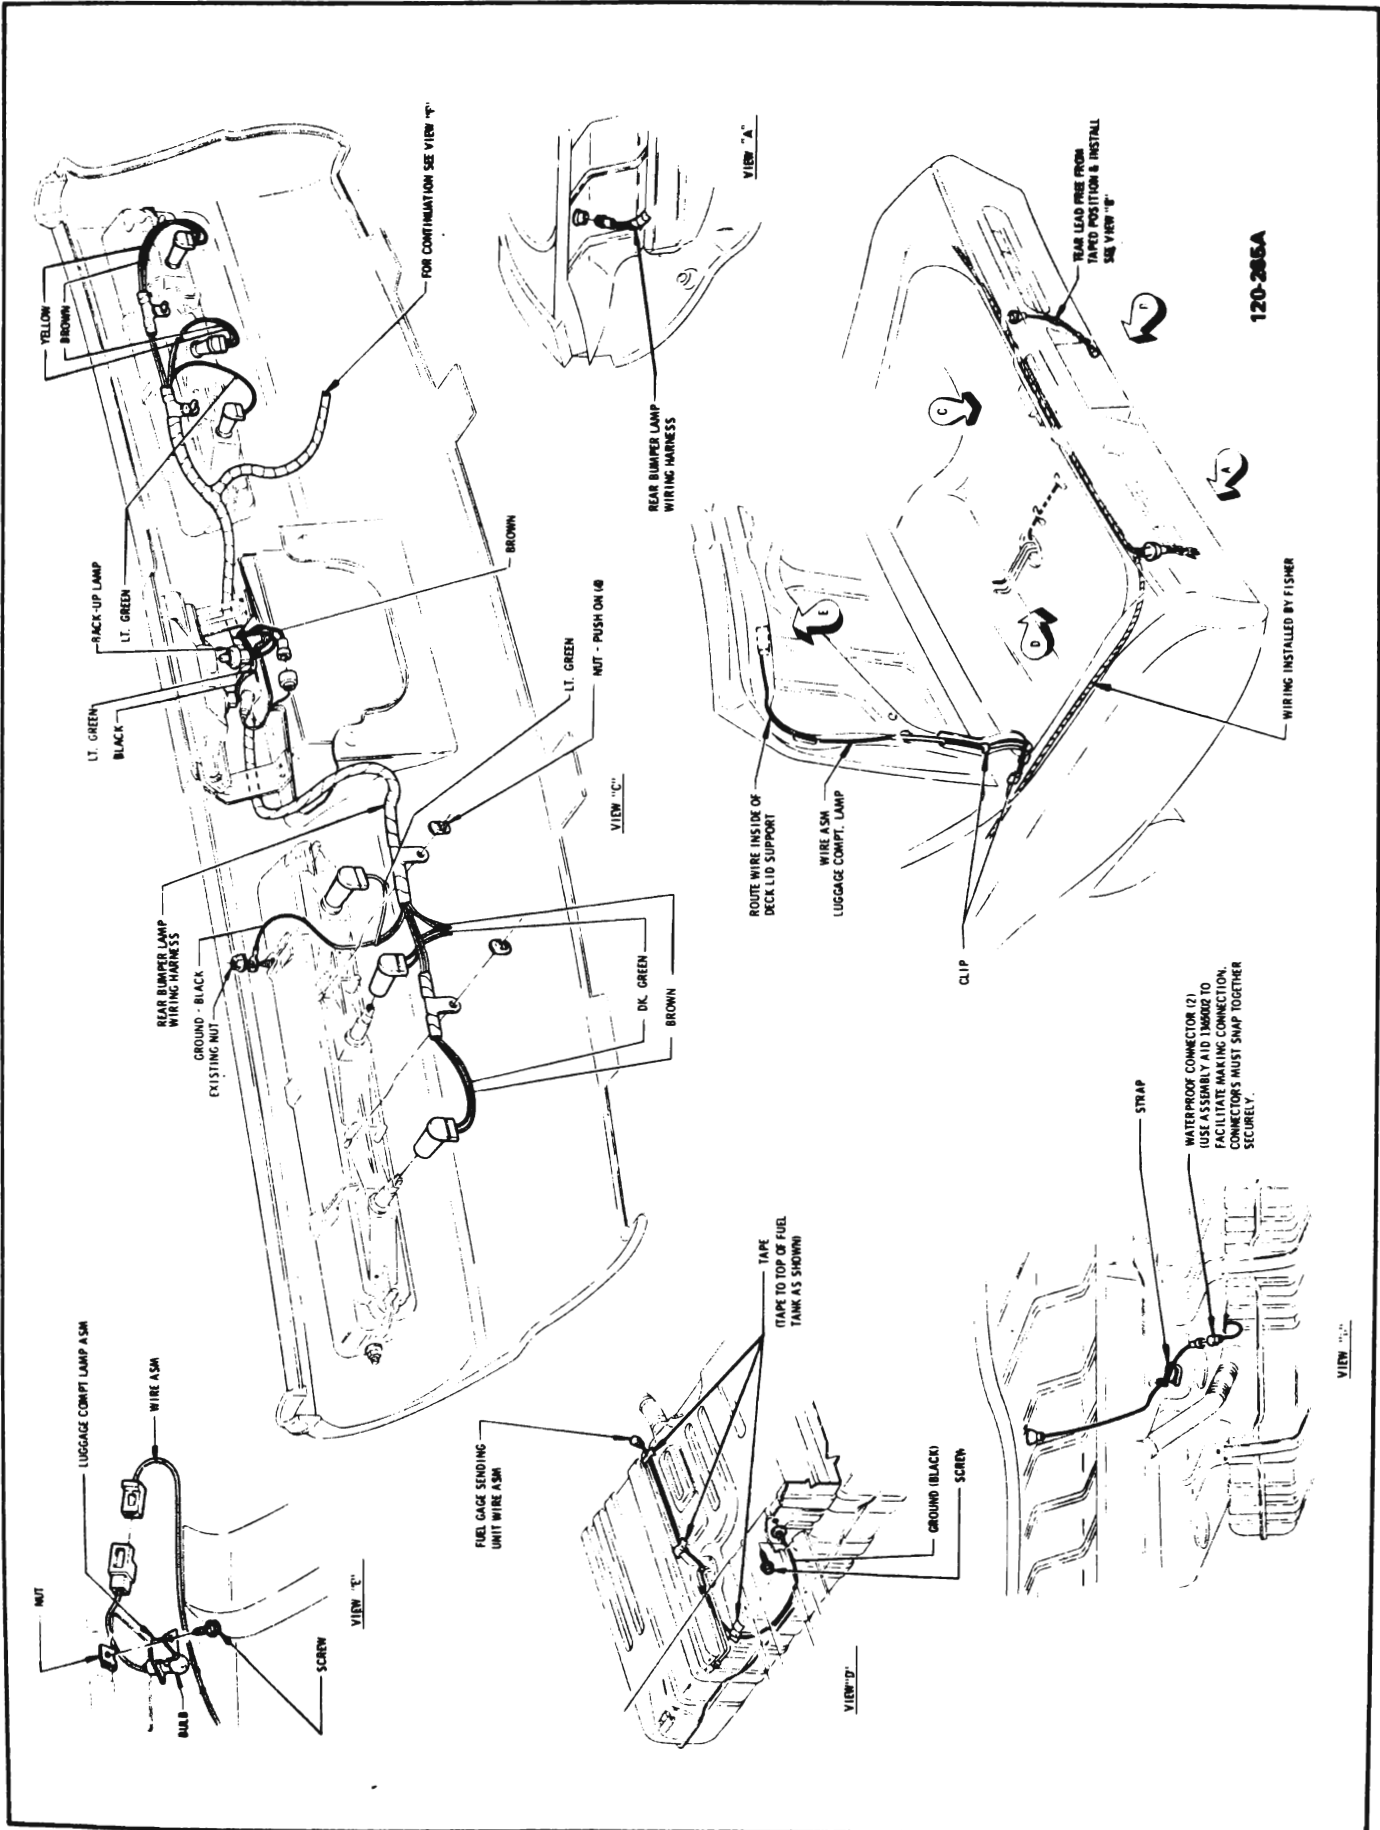 NUT
LUGGAGE COMPT LAMP ASM
WIRE ASM
BULB
SCREW
VIEW "E"
YELLOW
BROWN
BACK-UP LAMP
LT. GREEN
LT. GREEN
BLACK
FOR CONTINUATION SEE VIEW "F"
BROWN
LT. GREEN
NUT - PUSH ON (4)
REAR BUMPER LAMP
WIRING HARNESS
GROUND - BLACK
EXISTING NUT
DK. GREEN
BROWN
VIEW "C"
REAR BUMPER LAMP
WIRING HARNESS
VIEW "A"
FUEL GAGE SENDING
UNIT WIRE ASM
TAPE
(TAPE TO TOP OF FUEL
TANK AS SHOWN)
GROUND (BLACK)
SCREW
VIEW "D"
ROUTE WIRE INSIDE OF
DECK LID SUPPORT
WIRE ASM
LUGGAGE COMPT. LAMP
CLIP
E
C
D
A
TEAR LEAD FREE FROM
TAPED POSITION & INSTALL
SEE VIEW
WIRING INSTALLED BY FISHER
STRAP
WATERPROOF CONNECTOR (2)
(USE ASSEMBLY AID 1365002 TO
FACILITATE MAKING CONNECTION.
CONNECTORS MUST SNAP TOGETHER
SECURELY.
VIEW
120-265A